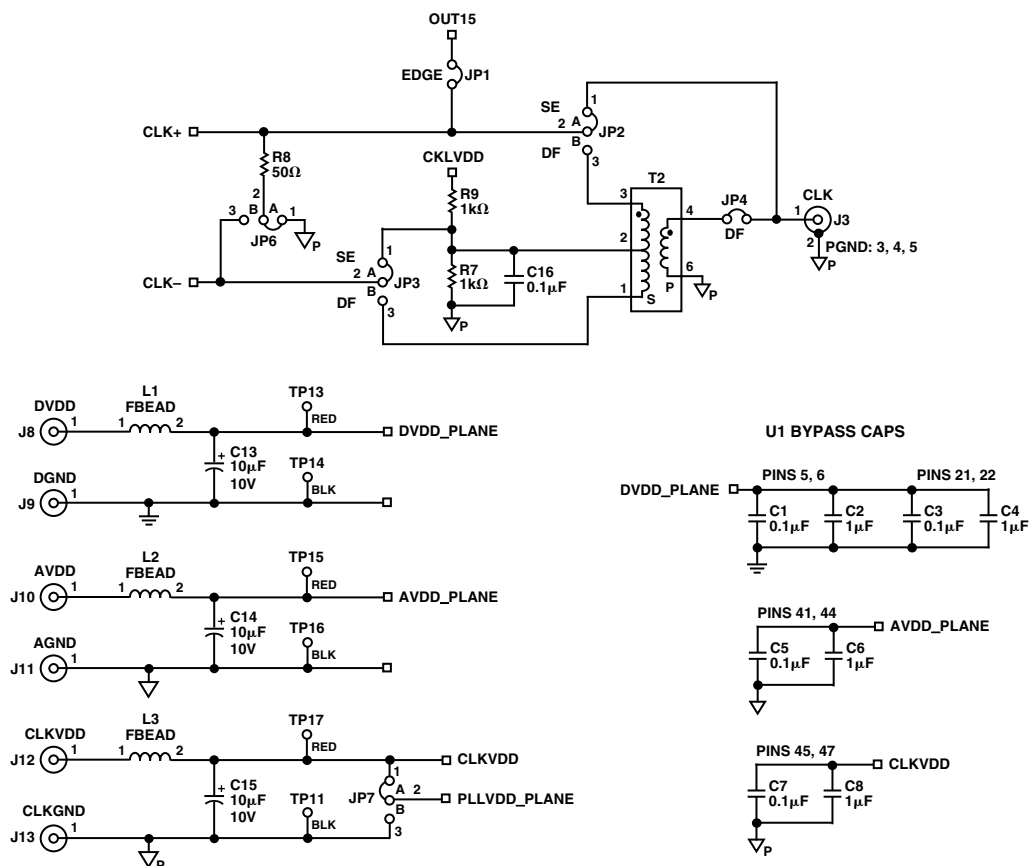 OUT15
EDGE
JP1
CLK+
R8
50Ω
2
3
B
A
1
JP6
P
CLK–
CKLVDD
R9
1kΩ
R7
1kΩ
P
C16
0.1µF
SE
1
2
A
JP3
B
DF
3
SE
1
2
A
JP2
B
DF
3
T2
3
2
1
S
P
4
6
P
JP4
DF
CLK
1
J3
2
PGND: 3, 4, 5
P
DVDD
J8
1
L1
FBEAD
1
2
C13
+
10µF
10V
TP13
RED
DVDD_PLANE
DGND
J9
1
TP14
BLK
AVDD
J10
1
L2
FBEAD
1
2
C14
+
10µF
10V
TP15
RED
AVDD_PLANE
AGND
J11
1
TP16
BLK
CLKVDD
J12
1
L3
FBEAD
1
2
C15
+
10µF
10V
TP17
RED
CLKVDD
1
A
2
JP7
B
3
PLLVDD_PLANE
CLKGND
J13
1
TP11
BLK
P
U1 BYPASS CAPS
DVDD_PLANE
PINS 5, 6
PINS 21, 22
C1
0.1µF
C2
1µF
C3
0.1µF
C4
1µF
PINS 41, 44
AVDD_PLANE
C5
0.1µF
C6
1µF
PINS 45, 47
CLKVDD
C7
0.1µF
C8
1µF
P